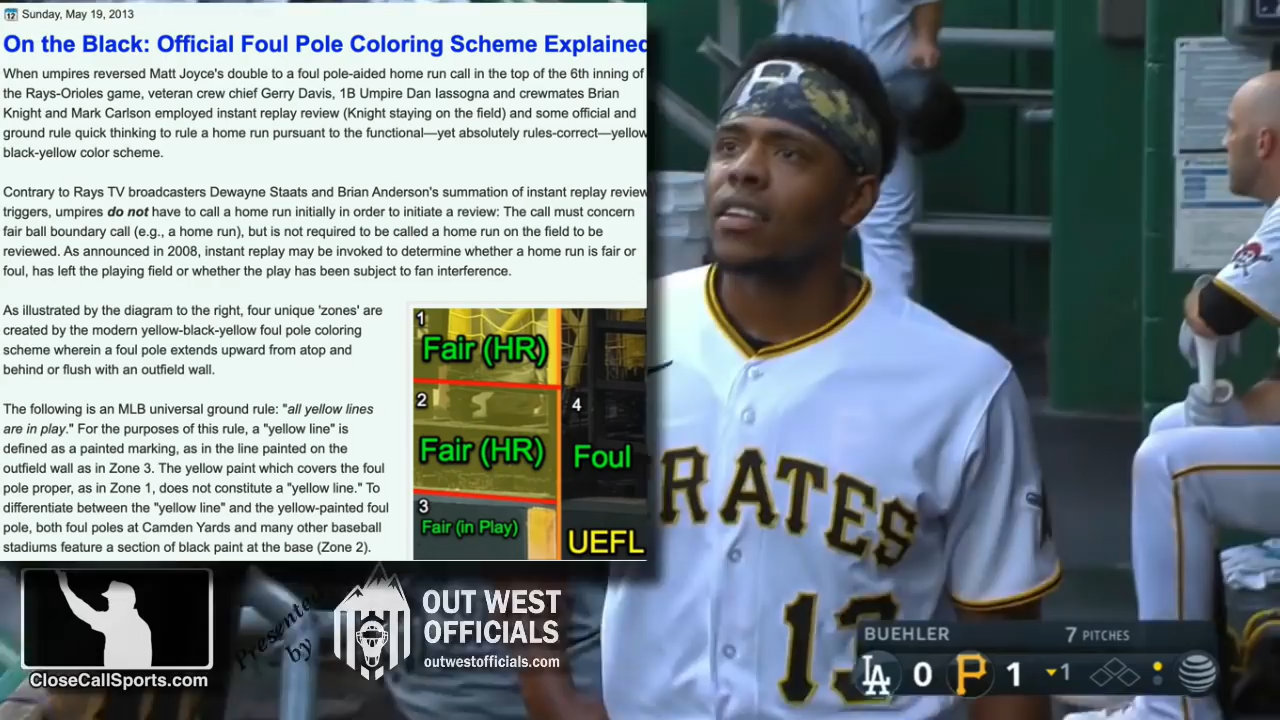 Sunday, May 19, 2013
On the Black: Official Foul Pole Coloring Scheme Explained
When umpires reversed Matt Joyce's double to a foul pole-aided home run call in the top of the 6th inning of
the Rays-Orioles game, veteran crew chief Gerry Davis, 1B Umpire Dan Iassogna and crewmates Brian
Knight and Mark Carlson employed instant replay review (Knight staying on the field) and some official and
ground rule quick thinking to rule a home run pursuant to the functional—yet absolutely rules-correct—yellow
black-yellow color scheme.
Contrary to Rays TV broadcasters Dewayne Staats and Brian Anderson's summation of instant replay review
triggers, umpires do not have to call a home run initially in order to initiate a review: The call must concern
fair ball boundary call (e.g., a home run), but is not required to be called a home run on the field to be
reviewed. As announced in 2008, instant replay may be invoked to determine whether a home run is fair or
foul, has left the playing field or whether the play has been subject to fan interference.
As illustrated by the diagram to the right, four unique 'zones' are
created by the modern yellow-black-yellow foul pole coloring
scheme wherein a foul pole extends upward from atop and
behind or flush with an outfield wall.
The following is an MLB universal ground rule: "all yellow lines
are in play." For the purposes of this rule, a "yellow line" is
defined as a painted marking, as in the line painted on the
outfield wall as in Zone 3. The yellow paint which covers the foul
pole proper, as in Zone 1, does not constitute a "yellow line." To
differentiate between the "yellow line" and the yellow-painted foul
pole, both foul poles at Camden Yards and many other baseball
stadiums feature a section of black paint at the base (Zone 2).
1
Fair (HR)
2
Fair (HR)
3
Fair (in Play)
4
Foul
UEFL
P
RATES
13
CloseCallSports.com
Presented
by
OUT WEST
OFFICIALS
outwestofficials.com
BUEHLER 7 PITCHES
LA 0 P 1 1